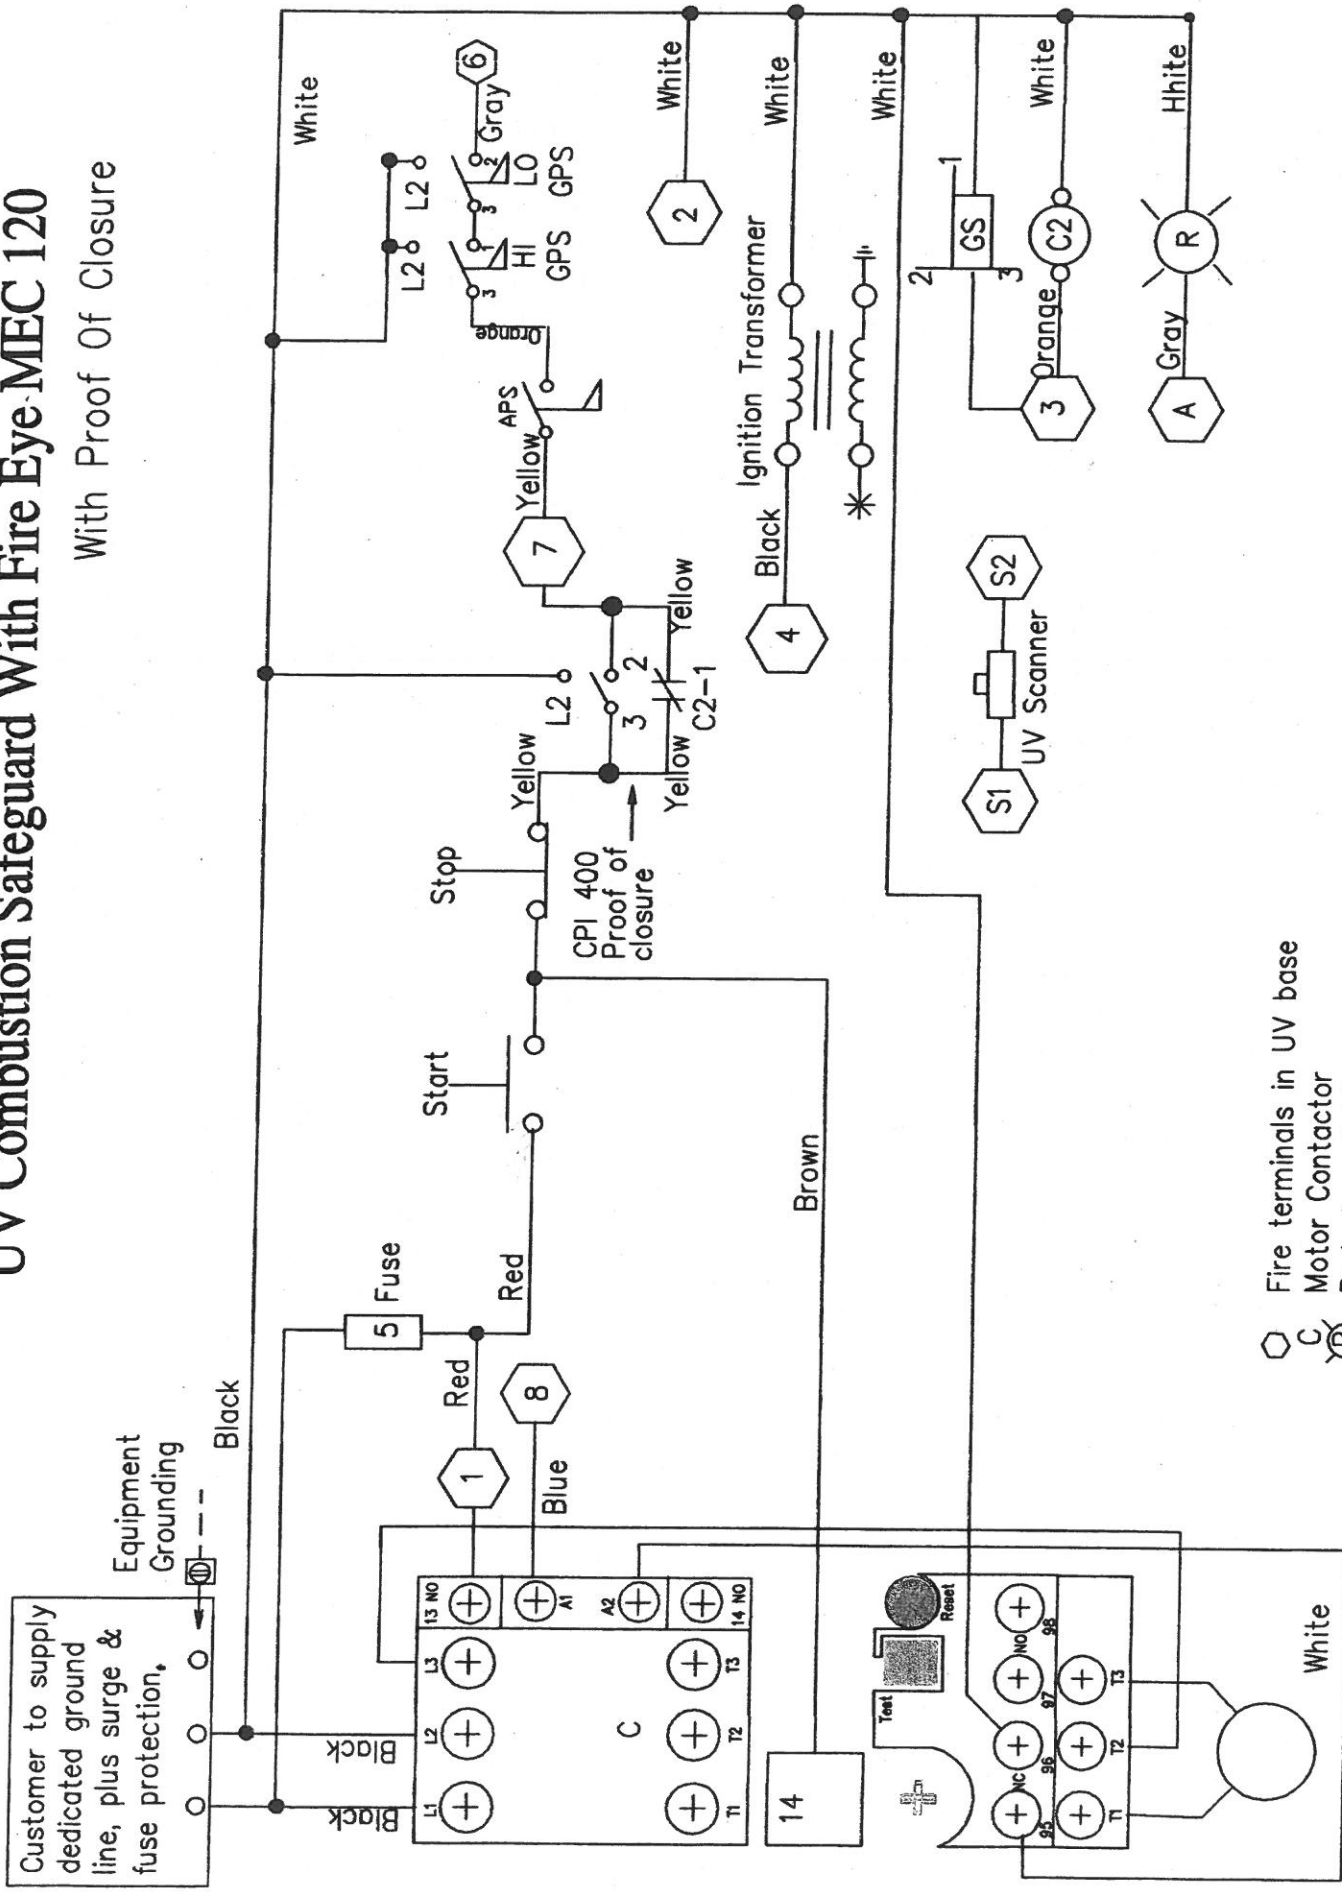 UV Combustion Safeguard With Fire Eye MEC 120
With Proof Of Closure
Customer to supply
dedicated ground
line, plus surge &
fuse protection.
Equipment
Grounding
Black
White
L2
L2
5
Fuse
Red
Red
Start
Stop
Yellow
L2
3
2
Yellow
Yellow
C2-1
CPI 400
Proof of
closure
7
Yellow
APS
Orange
3
1
HI
GPS
3
2
LO
GPS
Gray
6
1
8
Blue
Black
Black
L1
L2
L3
13 NO
A1
A2
14 NO
C
T1
T2
T3
14
Brown
2
White
4
Black
Ignition Transformer
White
White
S1
UV Scanner
S2
2
GS
1
3
3
Orange
C2
White
A
Gray
R
Hhite
Test
Reset
NC
NO
95
96
97
98
T1
T2
T3
White
Fire terminals in UV base
C
Motor Contactor